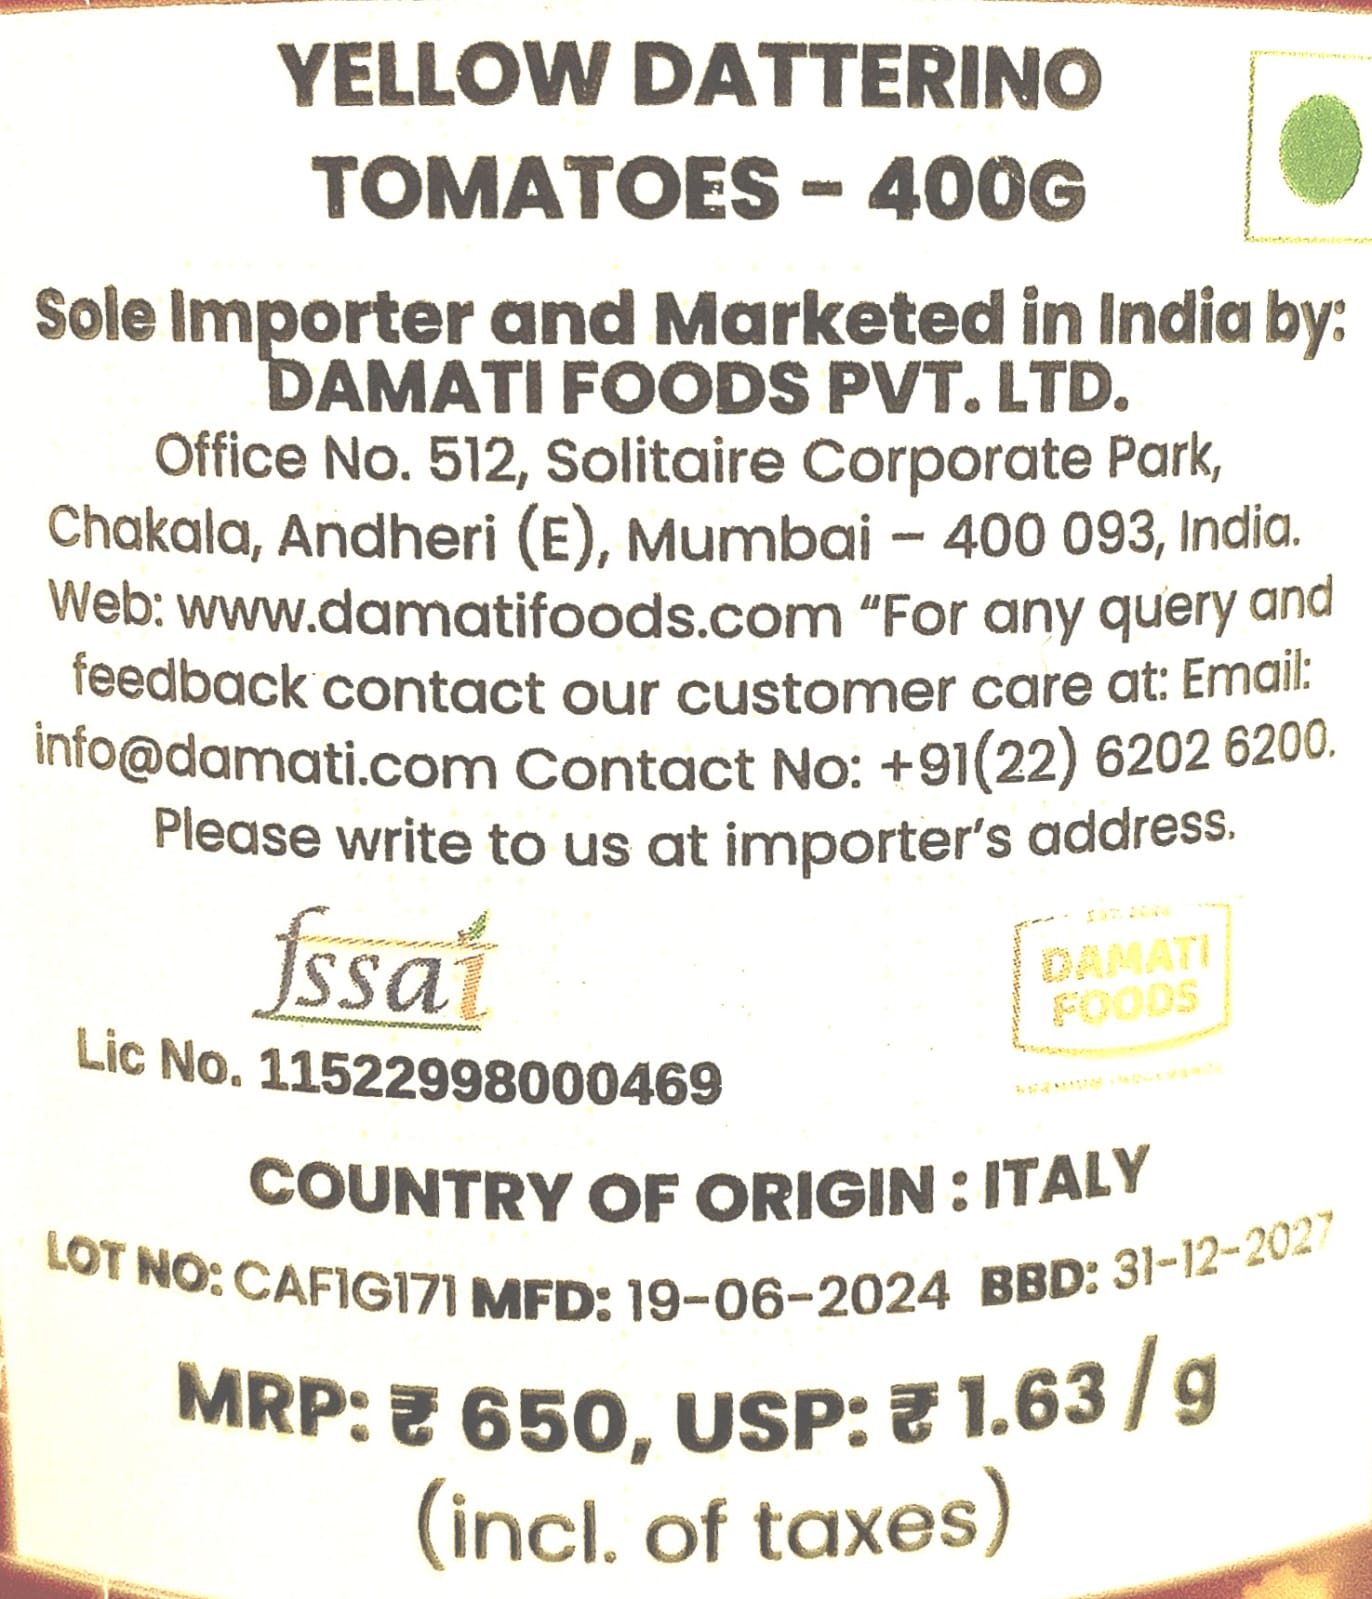 YELLOW DATTERINO
TOMATOES – 400G
Sole Importer and Marketed in India by:
DAMATI FOODS PVT. LTD.
Office No. 512, Solitaire Corporate Park,
Chakala, Andheri (E), Mumbai – 400 093, India.
Web: www.damatifoods.com “For any query and
feedback contact our customer care at: Email:
info@damati.com Contact No: +91(22) 6202 6200.
Please write to us at importer’s address.
fssai
DAMATI
FOODS
Lic No. 11522998000469
COUNTRY OF ORIGIN : ITALY
LOT NO: CAF1G171 MFD: 19-06-2024 BBD: 31-12-2027
MRP: ₹ 650, USP: ₹ 1.63 / g
(incl. of taxes)